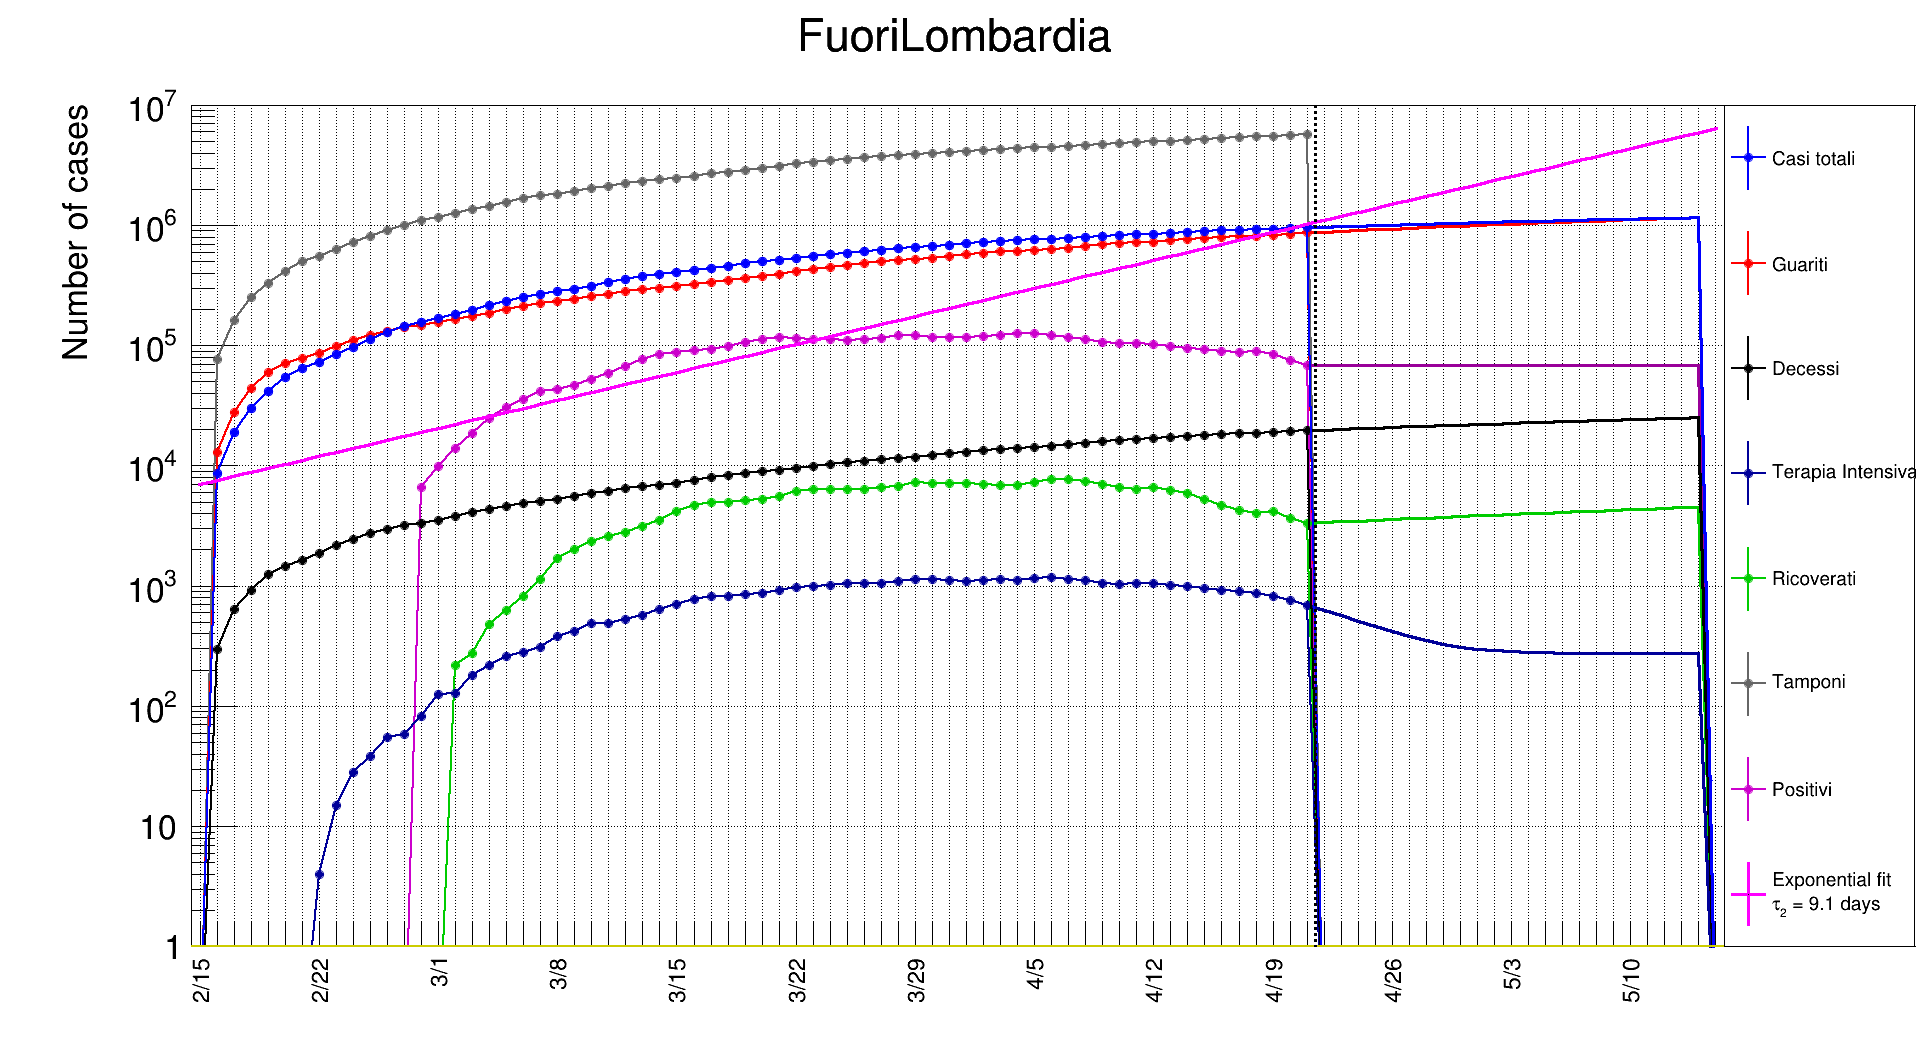 FuoriLombardia
Number of cases
10^7
10^6
10^5
10^4
10^3
10^2
10
1
2/15
2/22
3/1
3/8
3/15
3/22
3/29
4/5
4/12
4/19
4/26
5/3
5/10
Casi totali
Guariti
Decessi
Terapia Intensiva
Ricoverati
Tamponi
Positivi
Exponential fit
τ₂ = 9.1 days